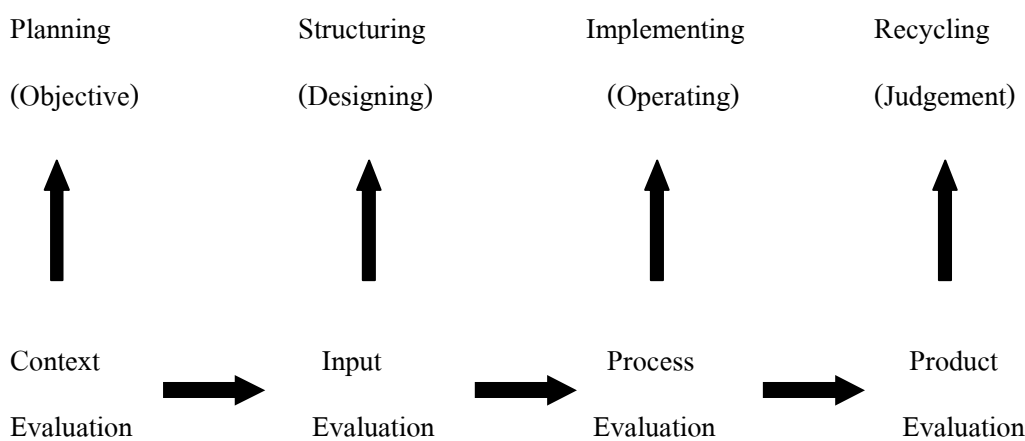 Planning Structuring Implementing Recycling
(Objective) (Designing) (Operating) (Judgement)
Context Input Process Product
Evaluation Evaluation Evaluation Evaluation